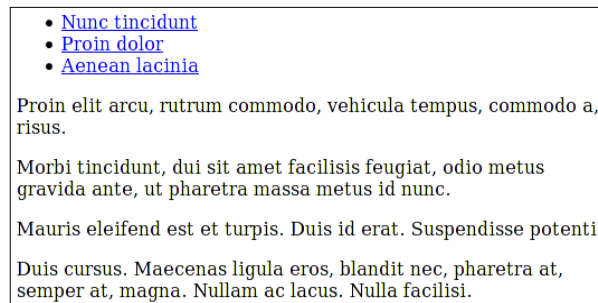 Nunc tincidunt
Proin dolor
Aenean lacinia
Proin elit arcu, rutrum commodo, vehicula tempus, commodo a,
risus.
Morbi tincidunt, dui sit amet facilisis feugiat, odio metus
gravida ante, ut pharetra massa metus id nunc.
Mauris eleifend est et turpis. Duis id erat. Suspendisse potenti
Duis cursus. Maecenas ligula eros, blandit nec, pharetra at,
semper at, magna. Nullam ac lacus. Nulla facilisi.